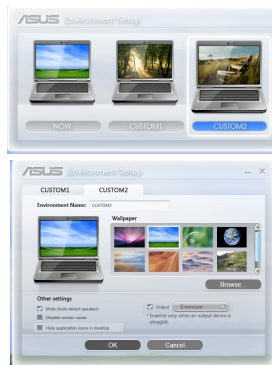 ASUS Environment Setup
NOW
CUSTOM1
CUSTOM2
ASUS Environment Setup
CUSTOM1
CUSTOM2
Environment Name: CUSTOM2
Wallpaper
Browse...
Other settings
Mute (Auto-detect speaker)
Disable screen saver
Hide application icons in desktop
Output Extension
* Enabled only when an output device is
plugged.
OK
Cancel